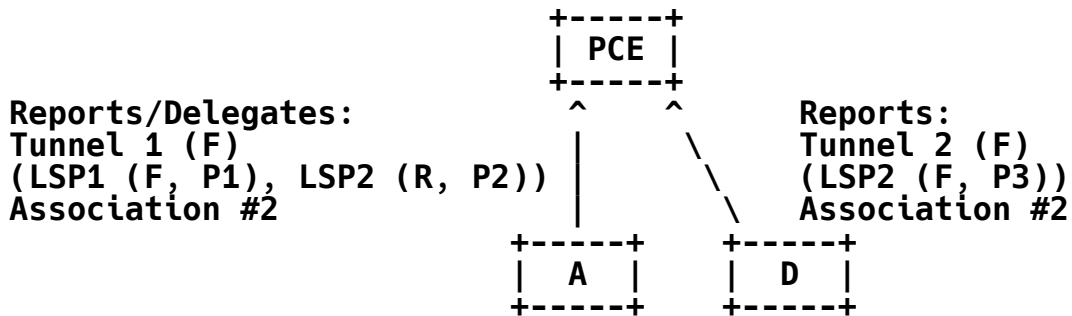 +-----+
                          | PCE |
                          +-----+
Reports/Delegates:         ^    ^      Reports:
Tunnel 1 (F)               |     \     Tunnel 2 (F)
(LSP1 (F, P1), LSP2 (R, P2)) |      \    (LSP2 (F, P3))
Association #2             |       \   Association #2
                        +-----+   +-----+
                        |  A  |   |  D  |
                        +-----+   +-----+